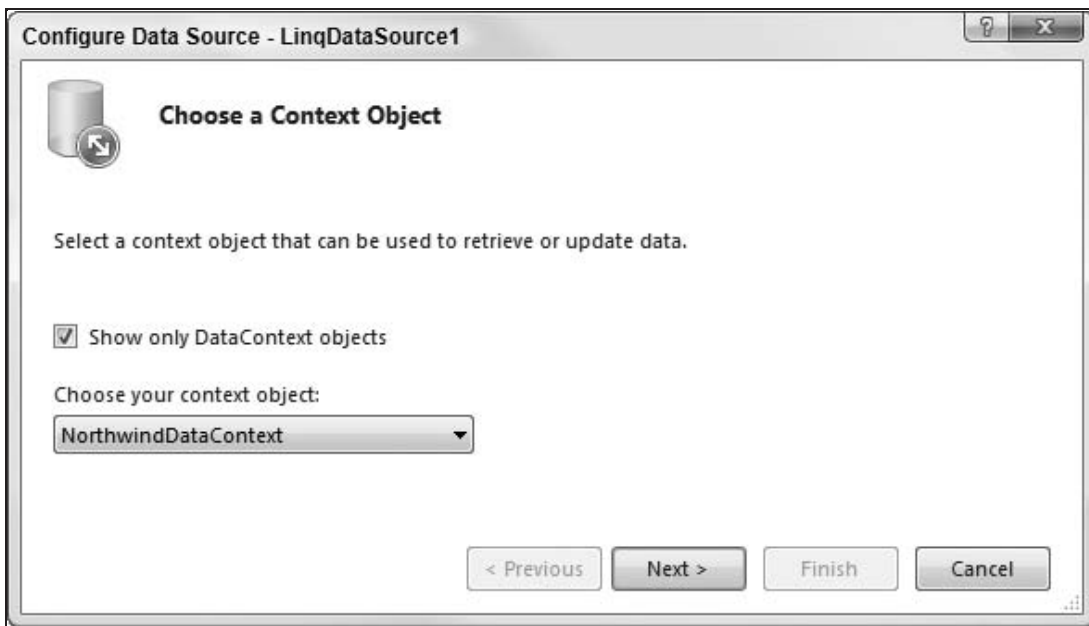 Configure Data Source - LinqDataSource1
?
Choose a Context Object
Select a context object that can be used to retrieve or update data.
Show only DataContext objects
Choose your context object:
NorthwindDataContext
< Previous
Next >
Finish
Cancel